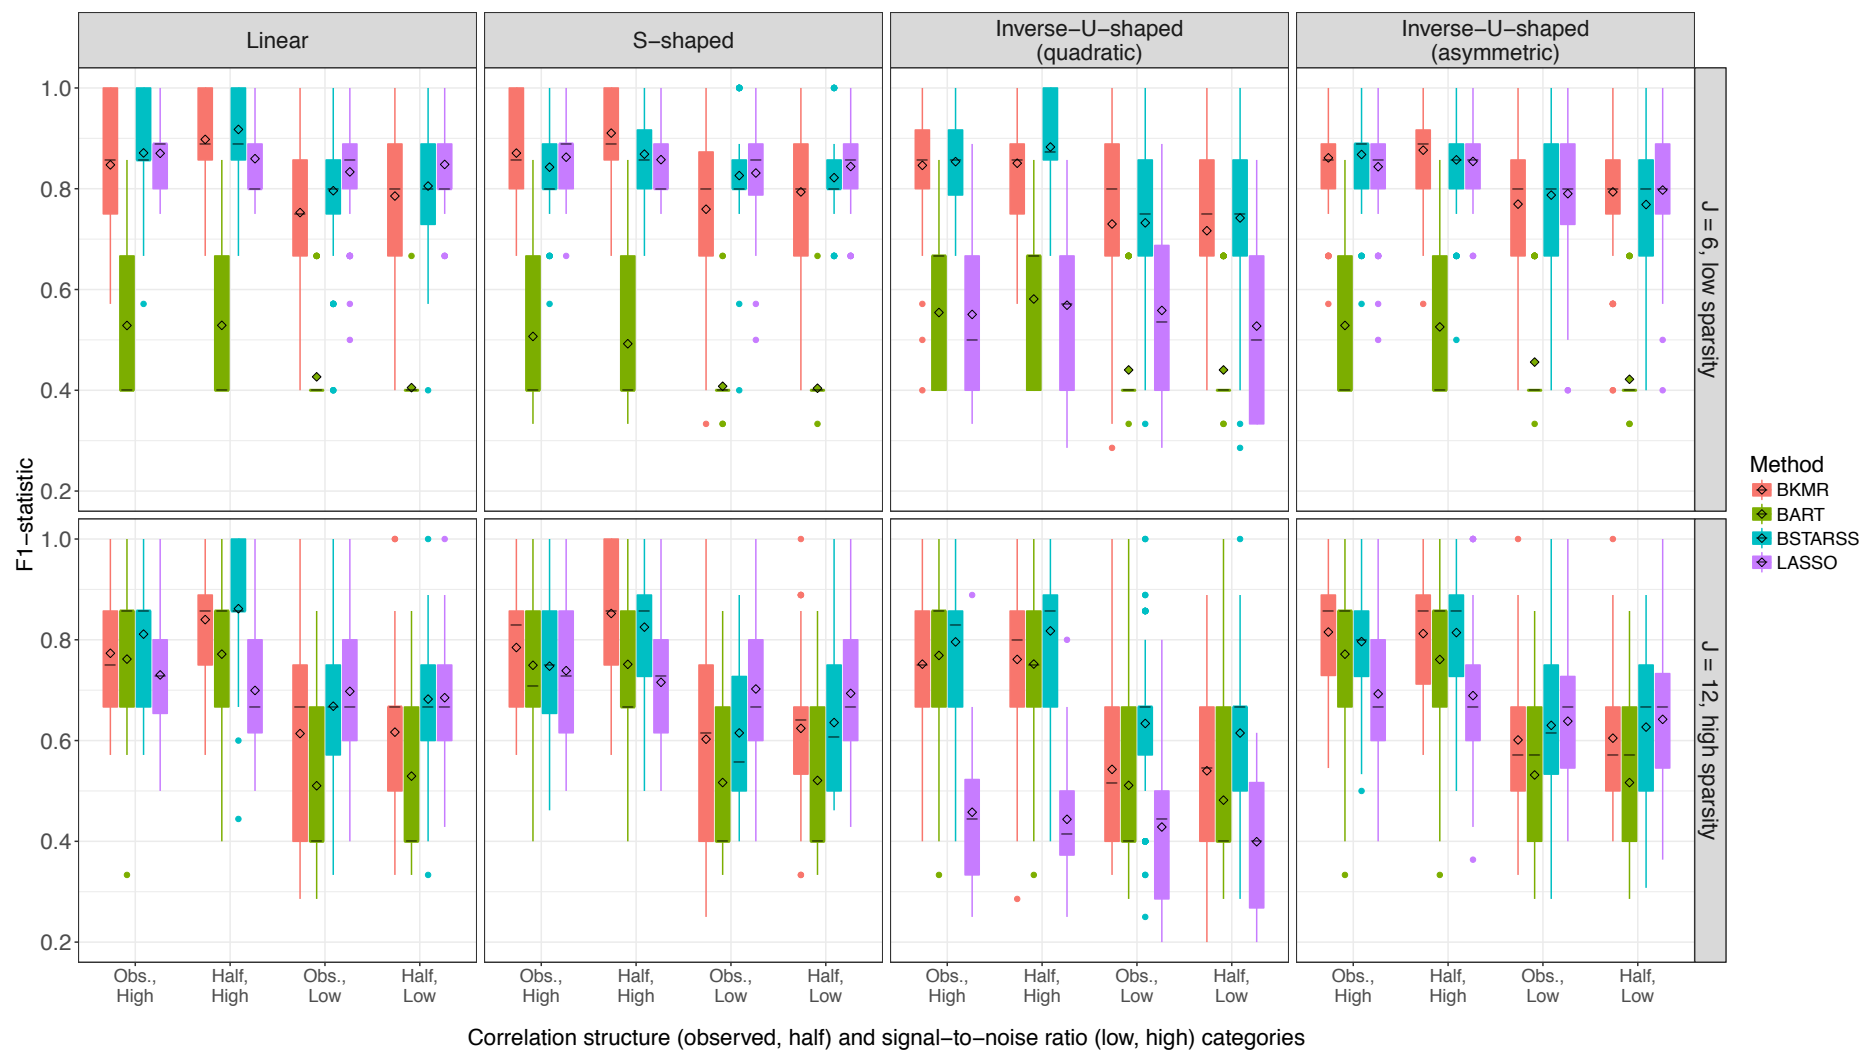 Linear
S−shaped
Inverse−U−shaped
(quadratic)
Inverse−U−shaped
(asymmetric)
1.0
0.8
0.6
0.4
0.2
J = 6, low sparsity
F1−statistic
1.0
0.8
0.6
0.4
0.2
J = 12, high sparsity
Obs.,
High
Half,
High
Obs.,
Low
Half,
Low
Obs.,
High
Half,
High
Obs.,
Low
Half,
Low
Obs.,
High
Half,
High
Obs.,
Low
Half,
Low
Obs.,
High
Half,
High
Obs.,
Low
Half,
Low
Correlation structure (observed, half) and signal−to−noise ratio (low, high) categories
Method
BKMR
BART
BSTARSS
LASSO